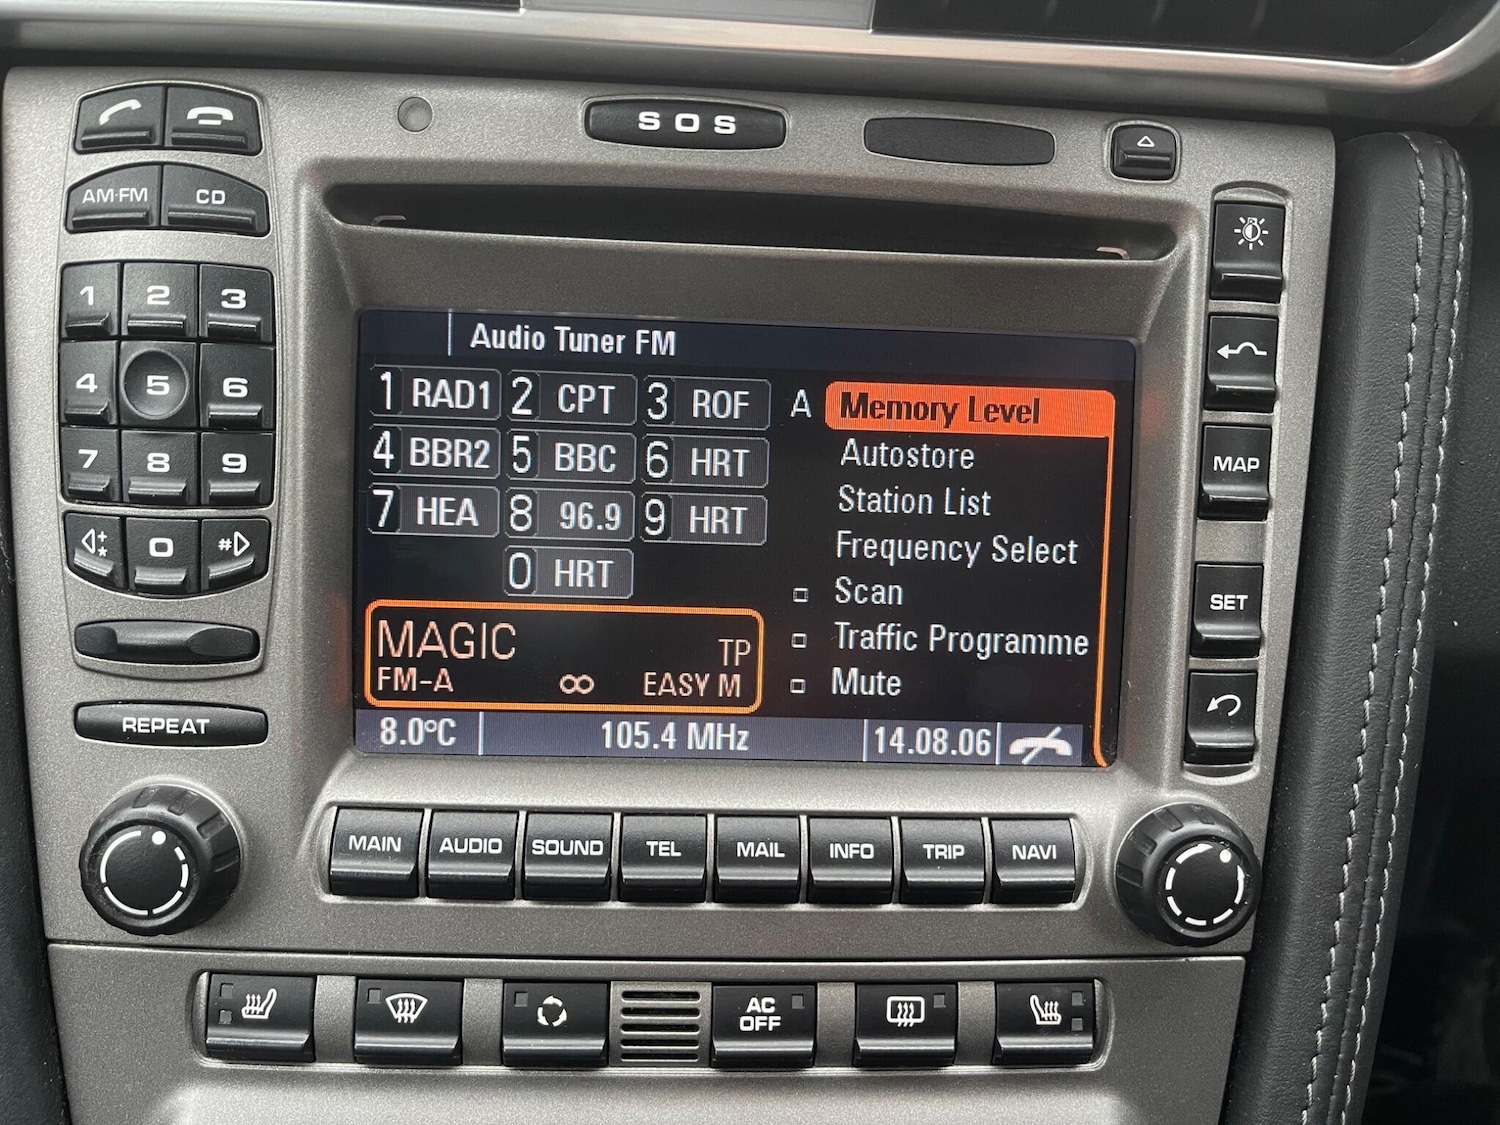 SOS
AM·FM CD
1 2 3
4 5 6
7 8 9
* 0 #
REPEAT
Audio Tuner FM
1 RAD1 2 CPT 3 ROF
4 BBR2 5 BBC 6 HRT
7 HEA 8 96.9 9 HRT
0 HRT
MAGIC TP
FM-A ∞ EASY M
A Memory Level
Autostore
Station List
Frequency Select
Scan
Traffic Programme
Mute
8.0°C 105.4 MHz 14.08.06
MAP
SET
MAIN AUDIO SOUND TEL MAIL INFO TRIP NAVI
AC
OFF